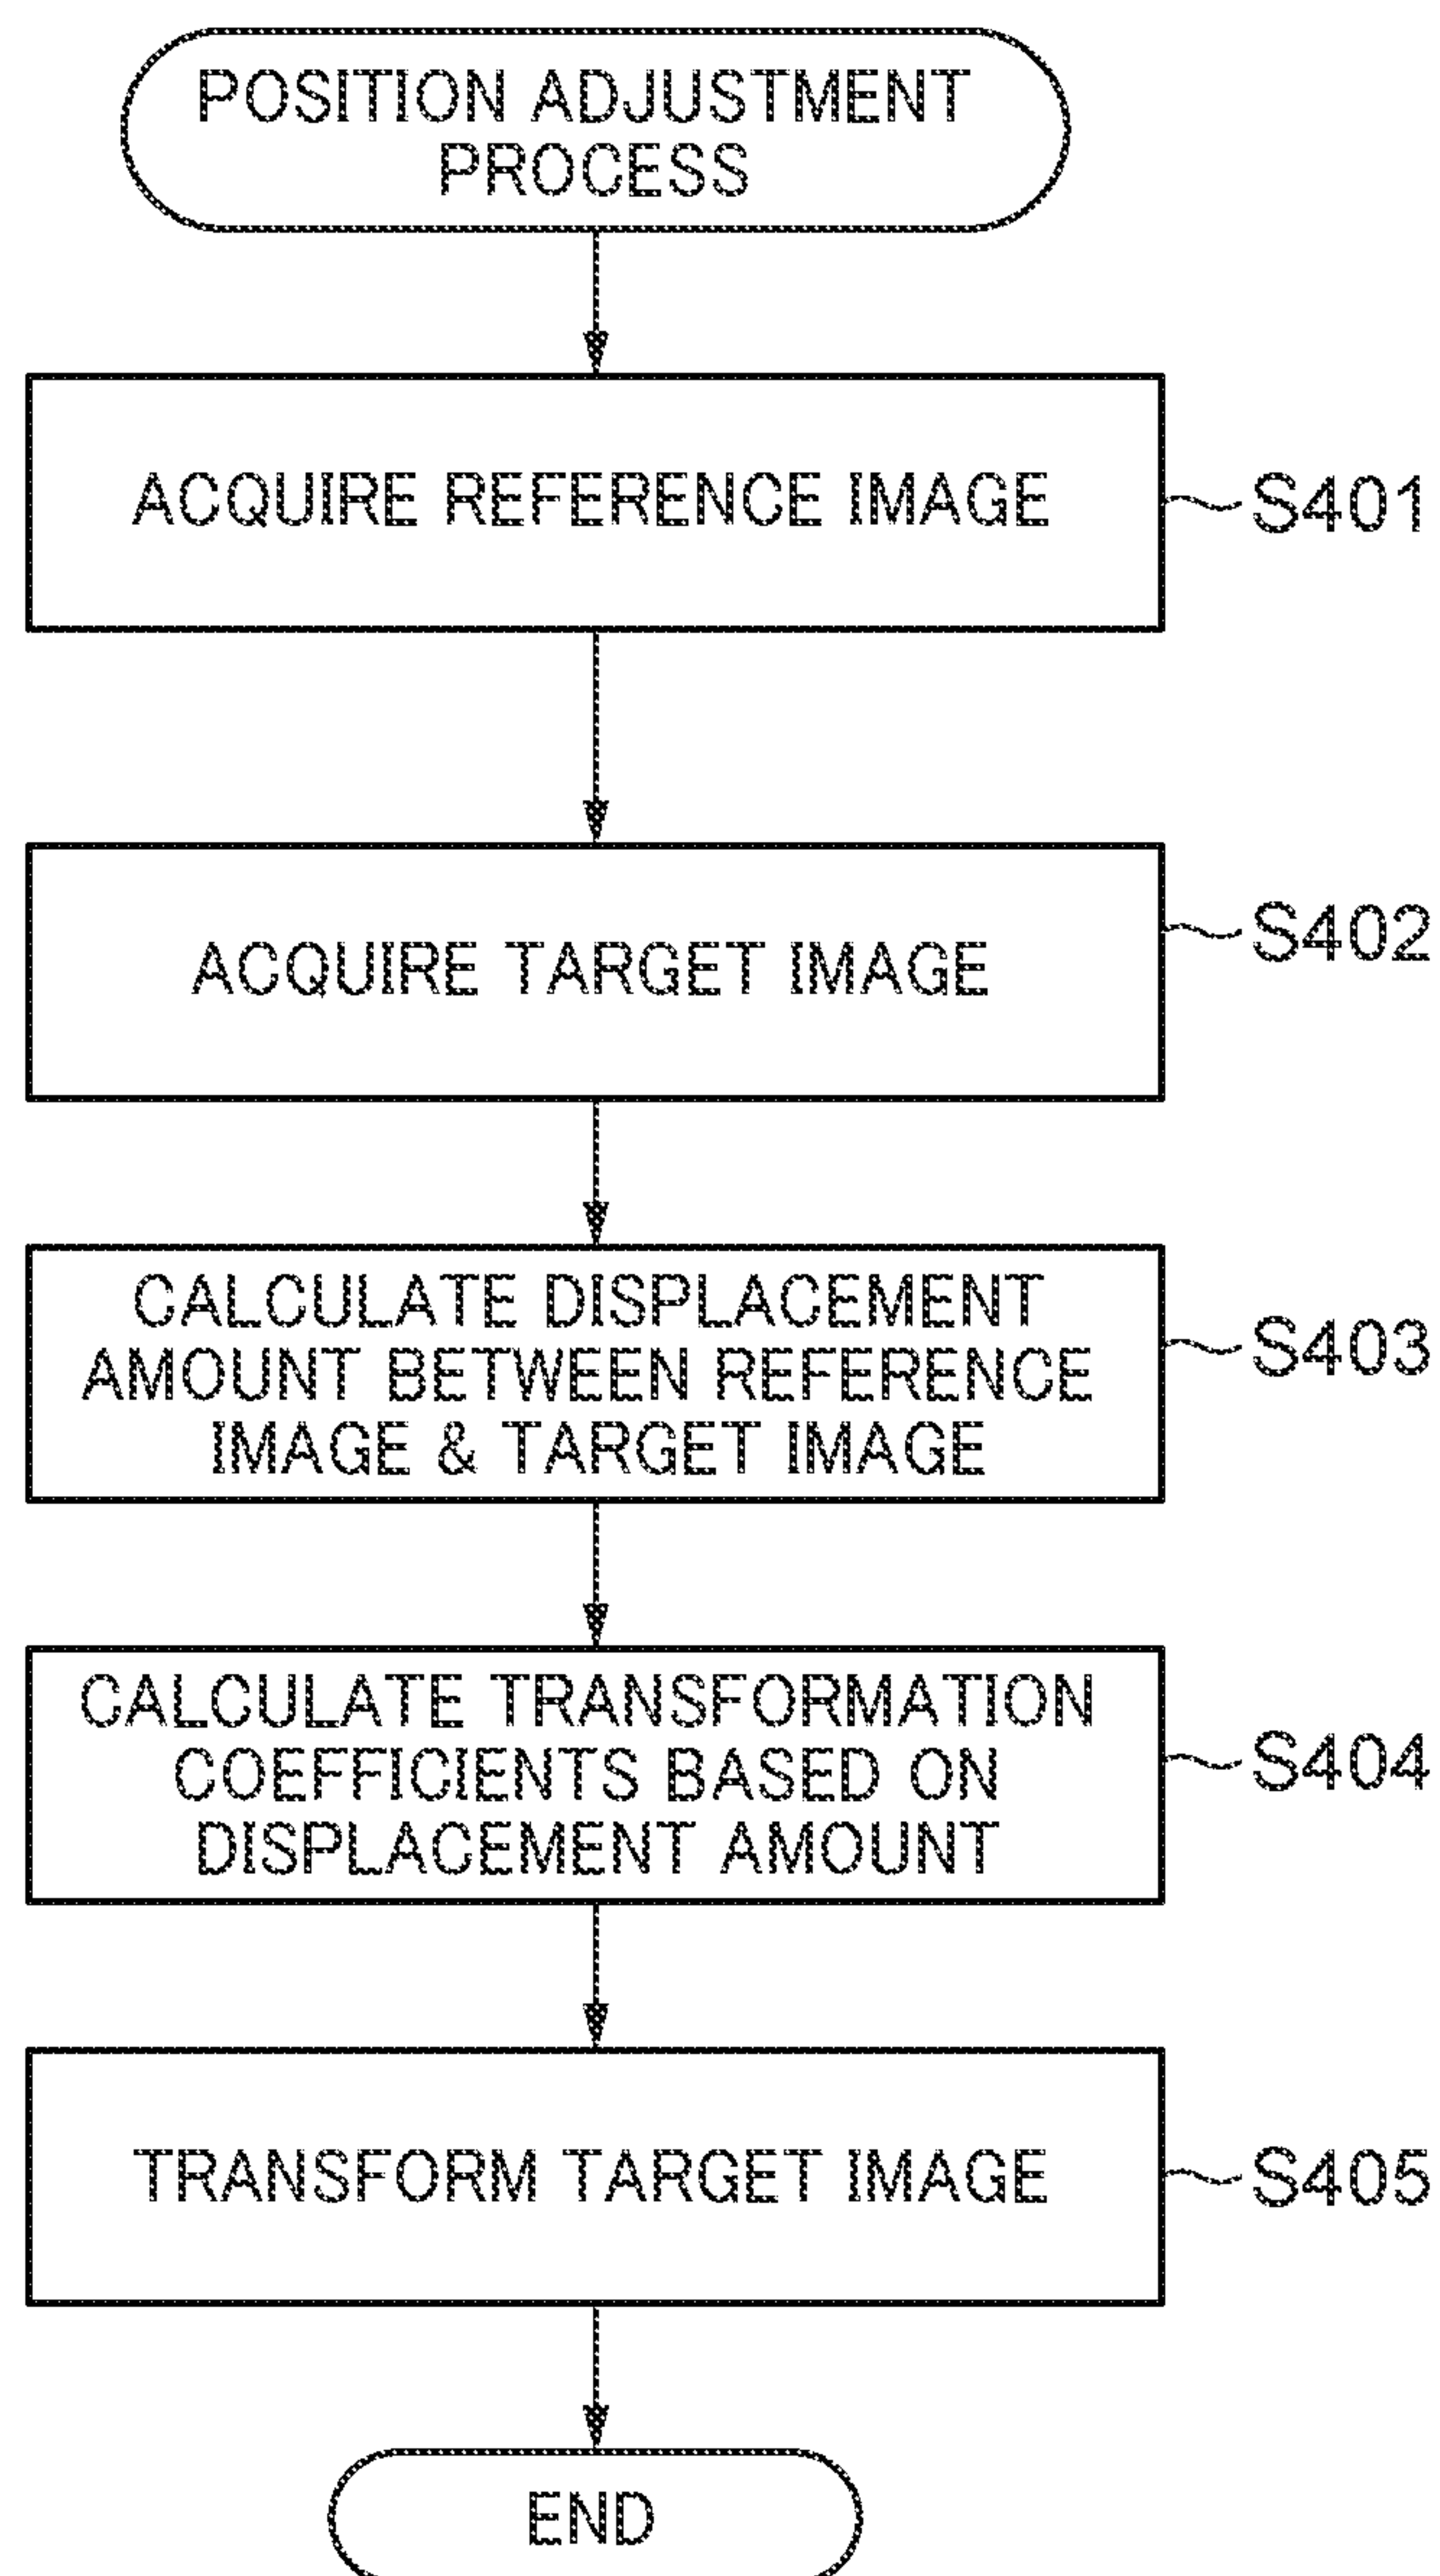 POSITION ADJUSTMENT
PROCESS
ACQUIRE REFERENCE IMAGE
S401
ACQUIRE TARGET IMAGE
S402
CALCULATE DISPLACEMENT
AMOUNT BETWEEN REFERENCE
IMAGE & TARGET IMAGE
S403
CALCULATE TRANSFORMATION
COEFFICIENTS BASED ON
DISPLACEMENT AMOUNT
S404
TRANSFORM TARGET IMAGE
S405
END